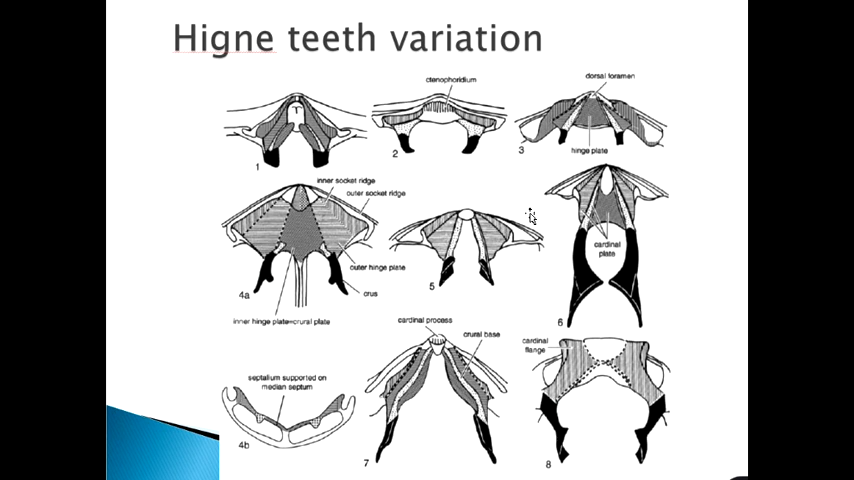 Higne teeth variation
ctenophoridium
dorsal foramen
1
2
3
hinge plate
inner socket ridge
outer socket ridge
outer hinge plate
crus
4a
inner hinge plate=crural plate
5
cardinal
plate
6
cardinal process
crural base
cardinal
flange
septalium supported on
median septum
4b
7
8